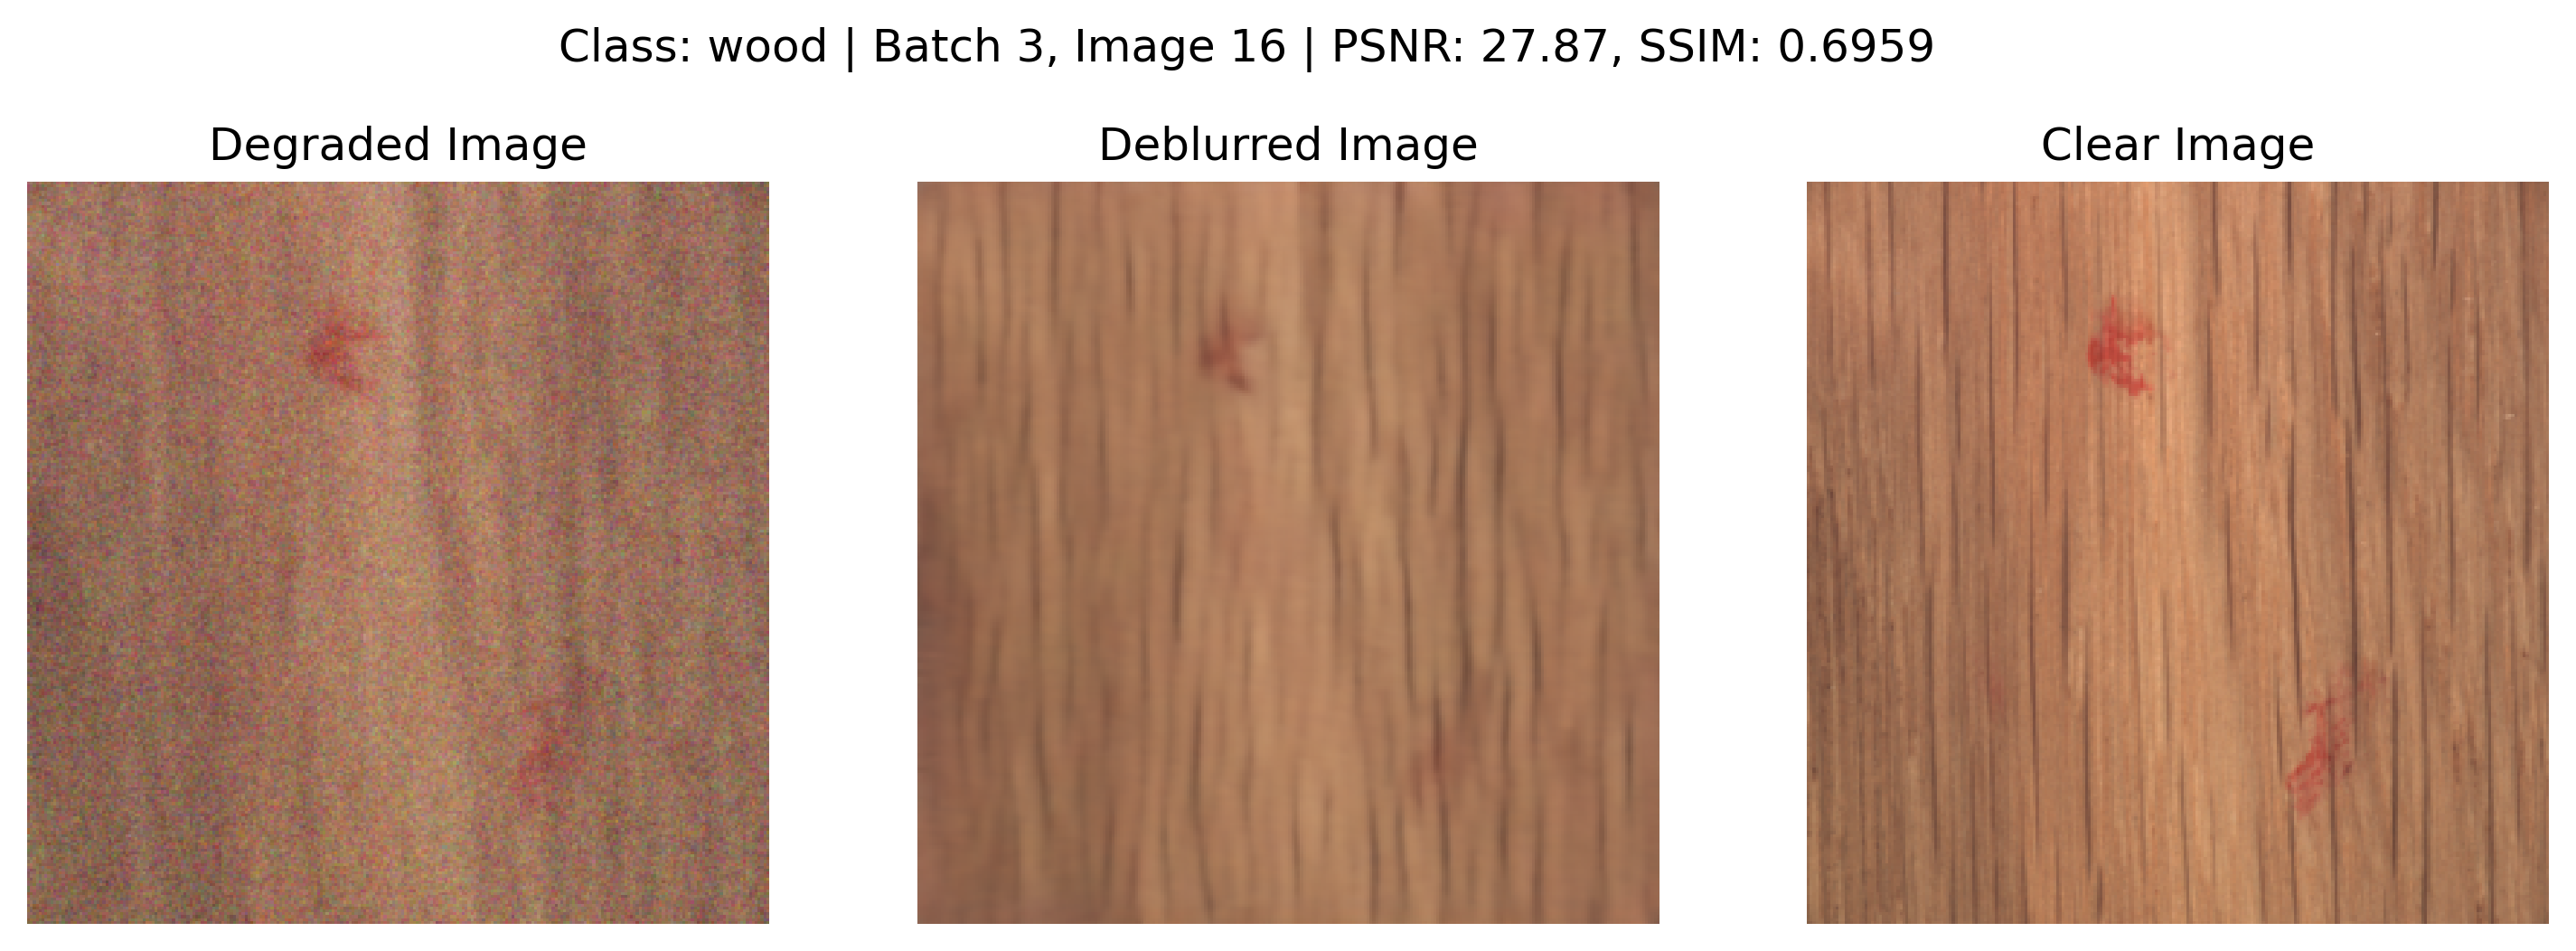 Class: wood | Batch 3, Image 16 | PSNR: 27.87, SSIM: 0.6959
Degraded Image
Deblurred Image
Clear Image